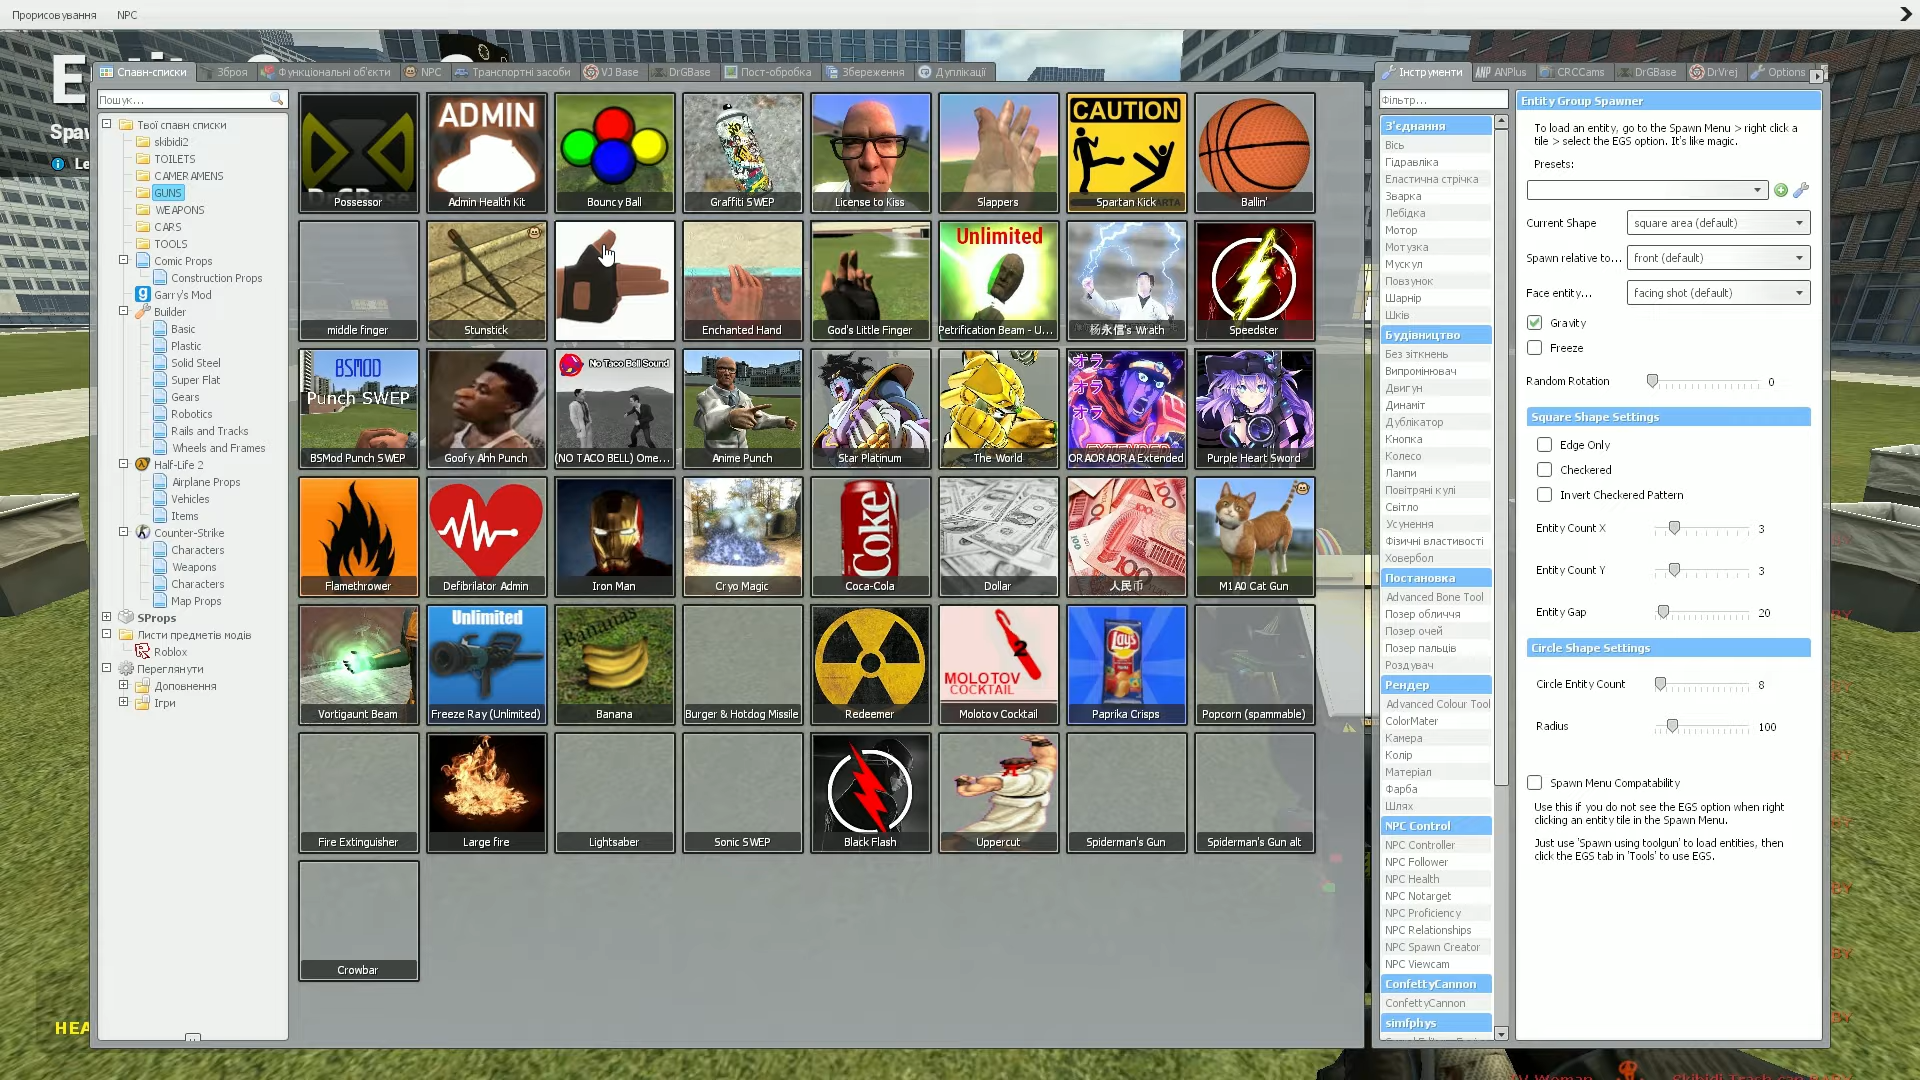 Прорисовування
NPC
Спавн-списки
Зброя
Функціональні об'єкти
NPC
Транспортні засоби
VJ Base
DrGBase
Пост-обробка
Збереження
Дуплікації
Інструменти
ANPlus
CRCCams
DrGBase
DrVrej
Options
Пошук...
Твої спавн списки
skibidi2
TOILETS
CAMERAMENS
GUNS
WEAPONS
CARS
TOOLS
Comic Props
Construction Props
Garry's Mod
Builder
Basic
Plastic
Solid Steel
Super Flat
Gears
Robotics
Rails and Tracks
Wheels and Frames
Half-Life 2
Airplane Props
Vehicles
Items
Counter-Strike
Characters
Weapons
Characters
Map Props
SProps
Листи предметів модів
Roblox
Переглянути
Доповнення
Ігри
Possessor
ADMIN
Admin Health Kit
Bouncy Ball
Graffiti SWEP
License to Kiss
Slappers
CAUTION
Spartan Kick
Ballin'
middle finger
Stunstick
Enchanted Hand
God's Little Finger
Unlimited
Petrification Beam - U...
杨永信's Wrath
Speedster
BSMOD
Punch SWEP
BSMod Punch SWEP
Goofy Ahh Punch
No Taco Bell Sound
(NO TACO BELL) Ome...
Anime Punch
Star Platinum
The World
オラ
オラ
オラ
ORAORAORA Extended
Purple Heart Sword
Flamethrower
Defibrilator Admin
Iron Man
Cryo Magic
Coke
Coca-Cola
Dollar
人民币
M1A0 Cat Gun
Vortigaunt Beam
Unlimited
Freeze Ray (Unlimited)
Bananas
Banana
Burger & Hotdog Missile
Redeemer
2
MOLOTOV
COCKTAIL
Molotov Cocktail
Lays
Paprika Crisps
Popcorn (spammable)
Fire Extinguisher
Large fire
Lightsaber
Sonic SWEP
Black Flash
Uppercut
Spiderman's Gun
Spiderman's Gun alt
Crowbar
Фільтр...
З'єднання
Вісь
Гідравліка
Еластична стрічка
Зварка
Лебідка
Мотор
Мотузка
Мускул
Повзунок
Шарнір
Шків
Будівництво
Без зіткнень
Випромінювач
Двигун
Динаміт
Дублікатор
Кнопка
Колесо
Лампи
Повітряні кулі
Світло
Усунення
Фізичні властивості
Ховербол
Постановка
Advanced Bone Tool
Позер обличчя
Позер очей
Позер пальців
Роздувач
Рендер
Advanced Colour Tool
ColorMater
Камера
Колір
Матеріал
Фарба
Шлях
NPC Control
NPC Controller
NPC Follower
NPC Health
NPC Notarget
NPC Proficiency
NPC Relationships
NPC Spawn Creator
NPC Viewcam
ConfettyCannon
ConfettyCannon
simfphys
Entity Group Spawner
To load an entity, go to the Spawn Menu > right click a
tile > select the EGS option. It's like magic.
Presets:
Current Shape
square area (default)
Spawn relative to...
front (default)
Face entity...
facing shot (default)
Gravity
Freeze
Random Rotation
0
Square Shape Settings
Edge Only
Checkered
Invert Checkered Pattern
Entity Count X
3
Entity Count Y
3
Entity Gap
20
Circle Shape Settings
Circle Entity Count
8
Radius
100
Spawn Menu Compatability
Use this if you do not see the EGS option when right
clicking an entity tile in the Spawn Menu.
Just use 'Spawn using toolgun' to load entities, then
click the EGS tab in 'Tools' to use EGS.
HEA